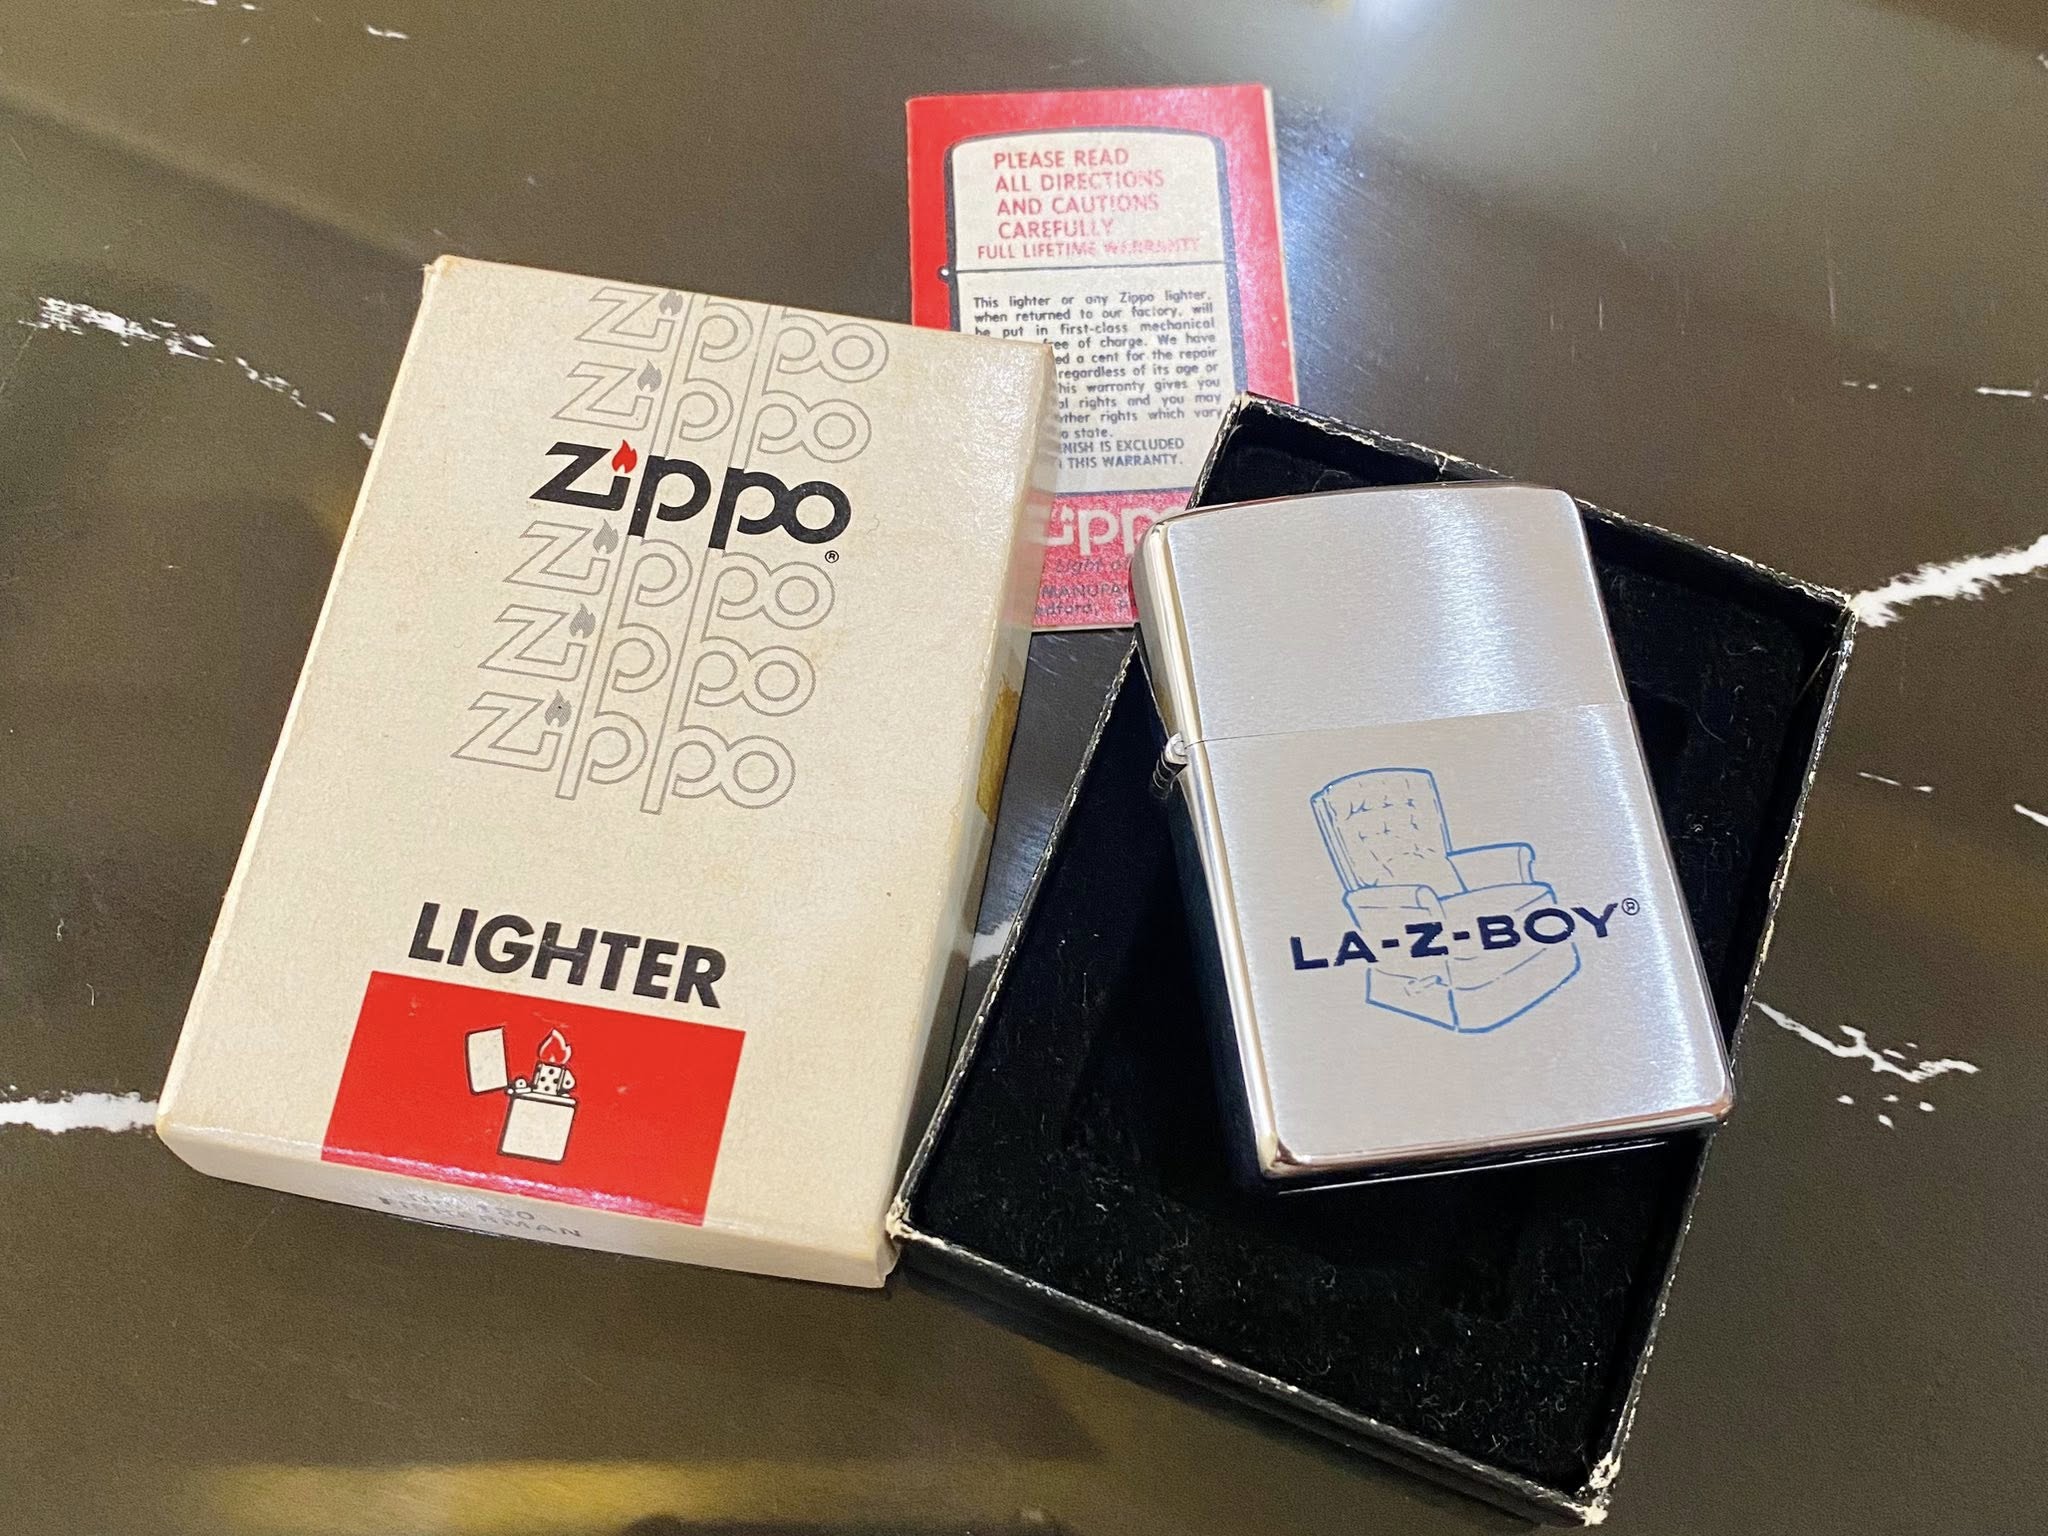 zippo
zippo
zippo®
zippo
zippo
zippo
LIGHTER
FISHERMAN
PLEASE READ
ALL DIRECTIONS
AND CAUTIONS
CAREFULLY
FULL LIFETIME WARRANTY
This lighter or any Zippo lighter,
when returned to our factory, will
be put in first-class mechanical
free of charge. We have
a cent for the repair
regardless of its age or
This warranty gives you
rights and you may
other rights which vary
state.
IS EXCLUDED
THIS WARRANTY.
zippo
LA-Z-BOY®